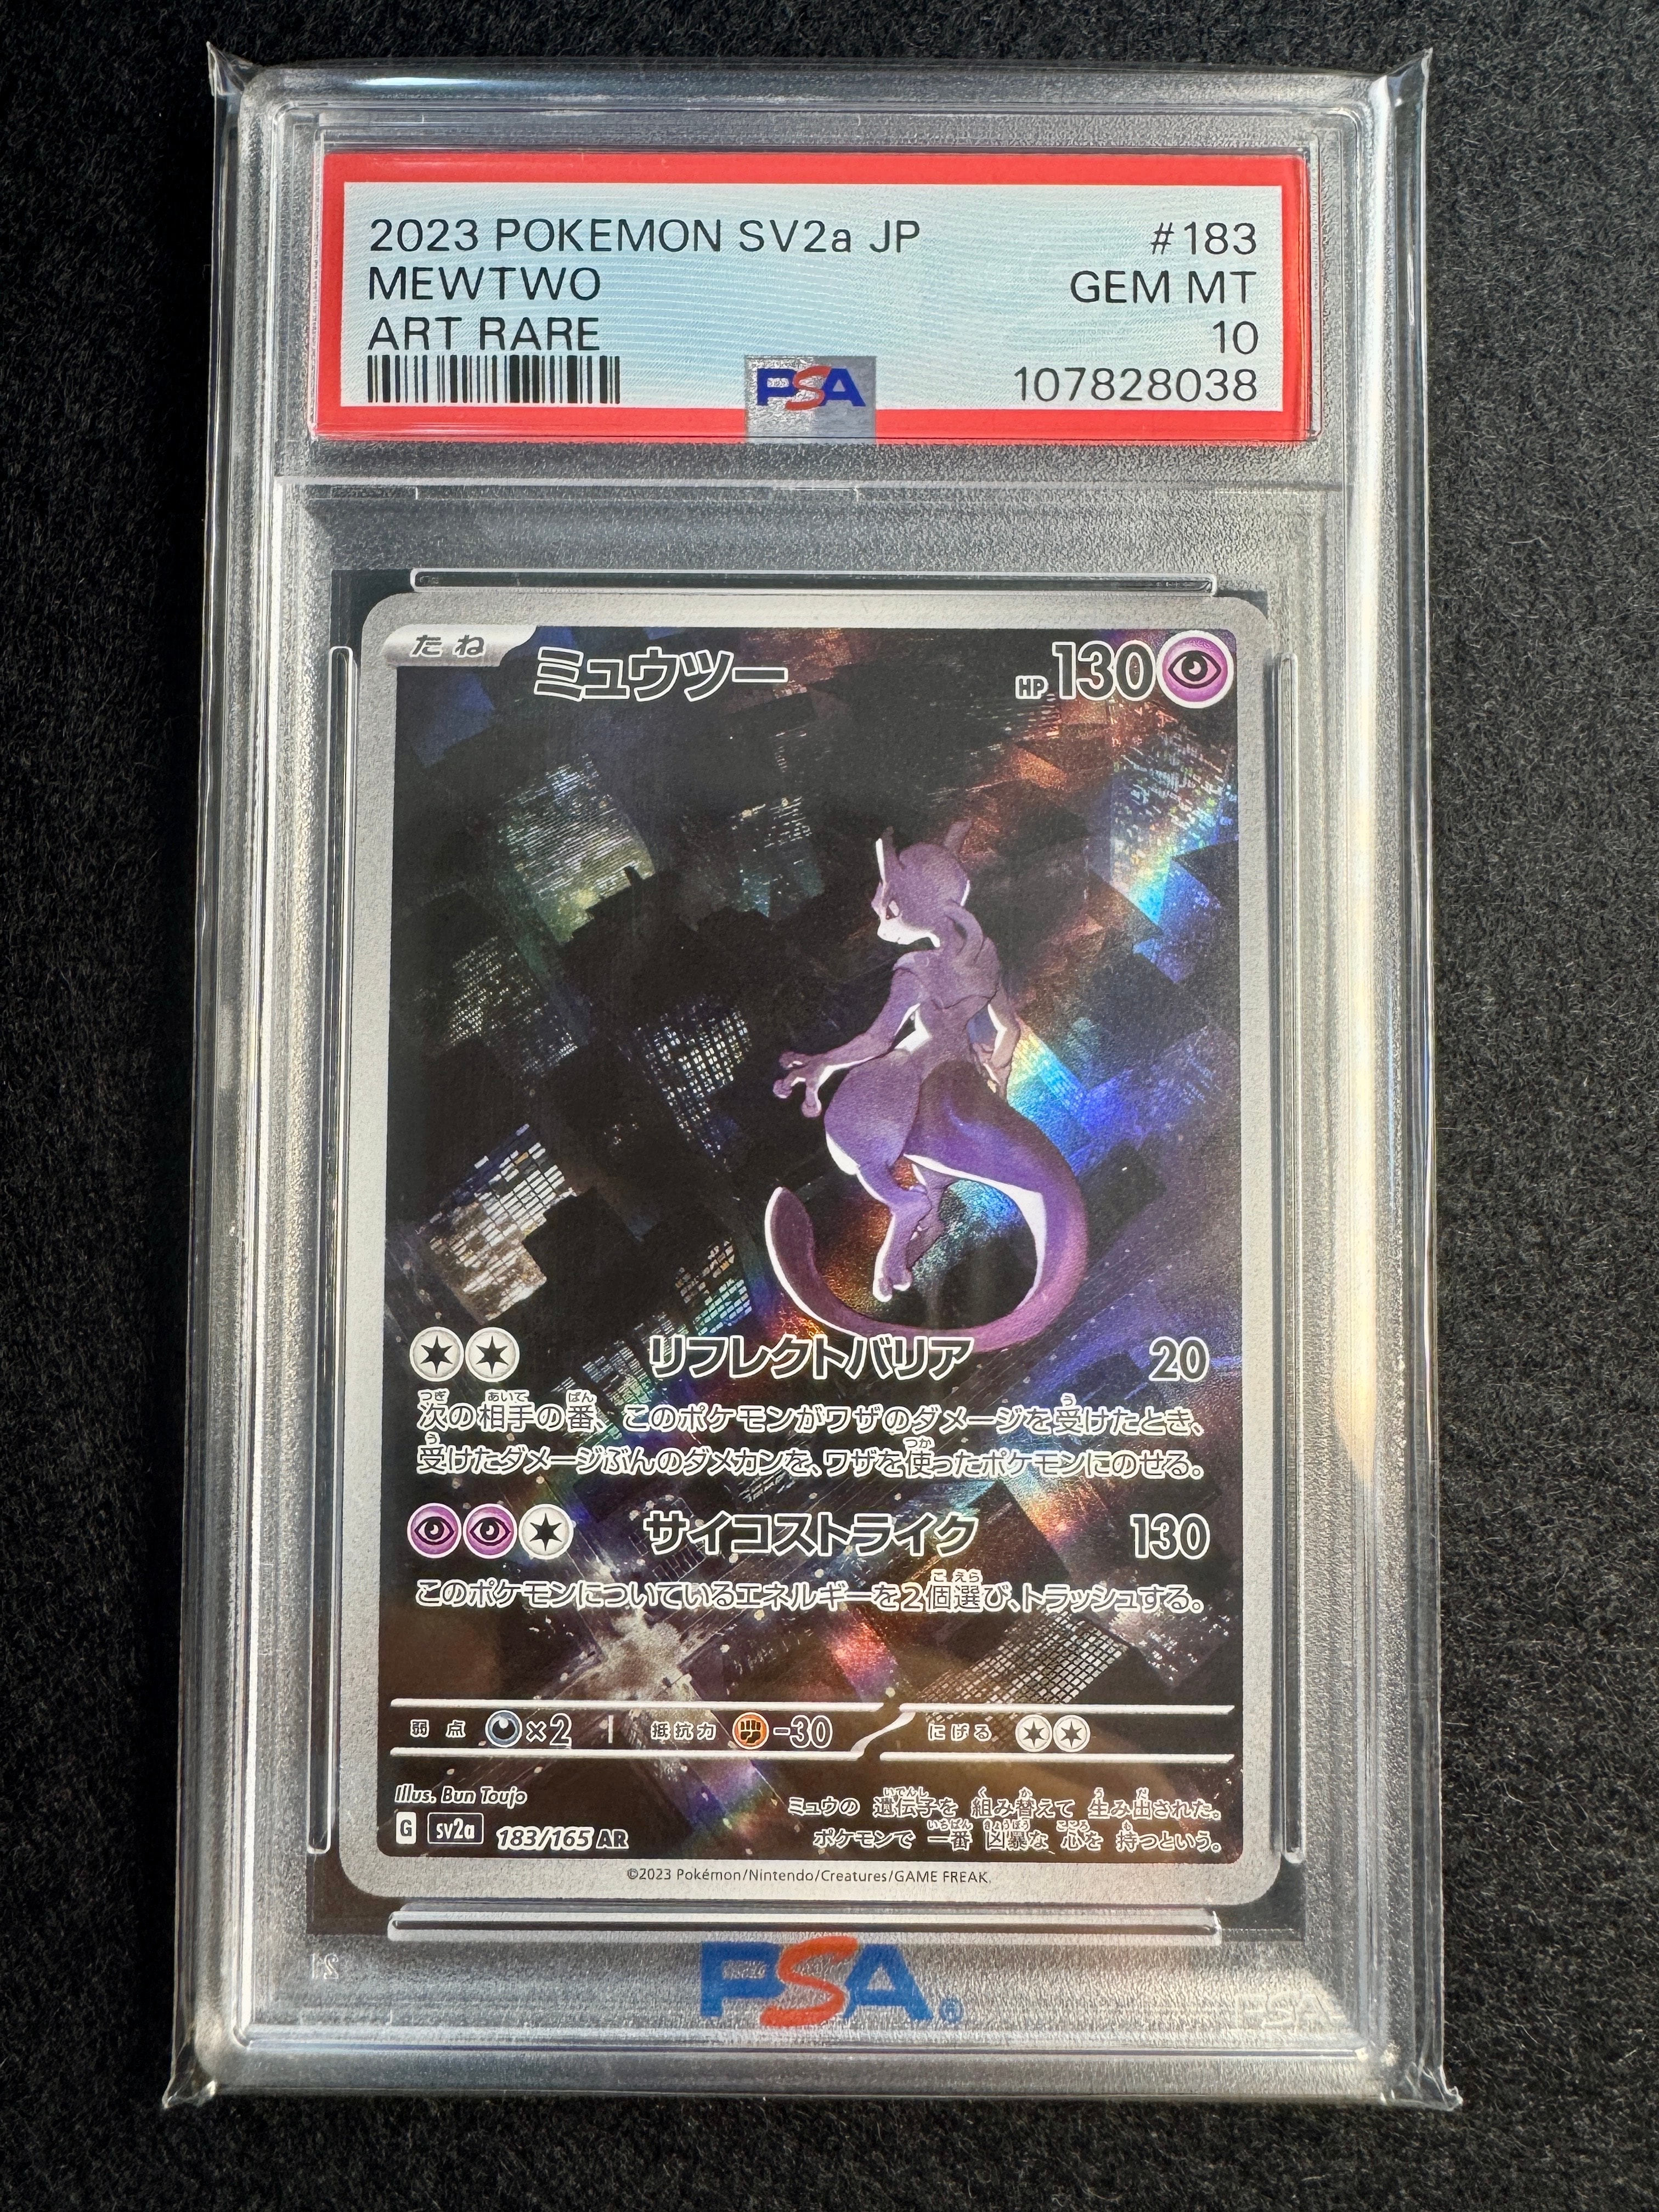 2023 POKEMON SV2a JP #183
MEWTWO GEM MT
ART RARE 10
PSA 107828038
たね ミュウツー HP 130
リフレクトバリア 20
次の相手の番、このポケモンがワザのダメージを受けたとき、
受けたダメージぶんのダメカンを、ワザを使ったポケモンにのせる。
サイコストライク 130
このポケモンについているエネルギーを2個選び、トラッシュする。
弱点 ×2 抵抗力 -30 にげる
Illus. Bun Toujo
ミュウの 遺伝子を 組み替えて 生み出された。
G sv2a 183/165 AR
ポケモンで 一番 凶暴な 心を 持つという。
©2023 Pokémon/Nintendo/Creatures/GAME FREAK.
PSA®